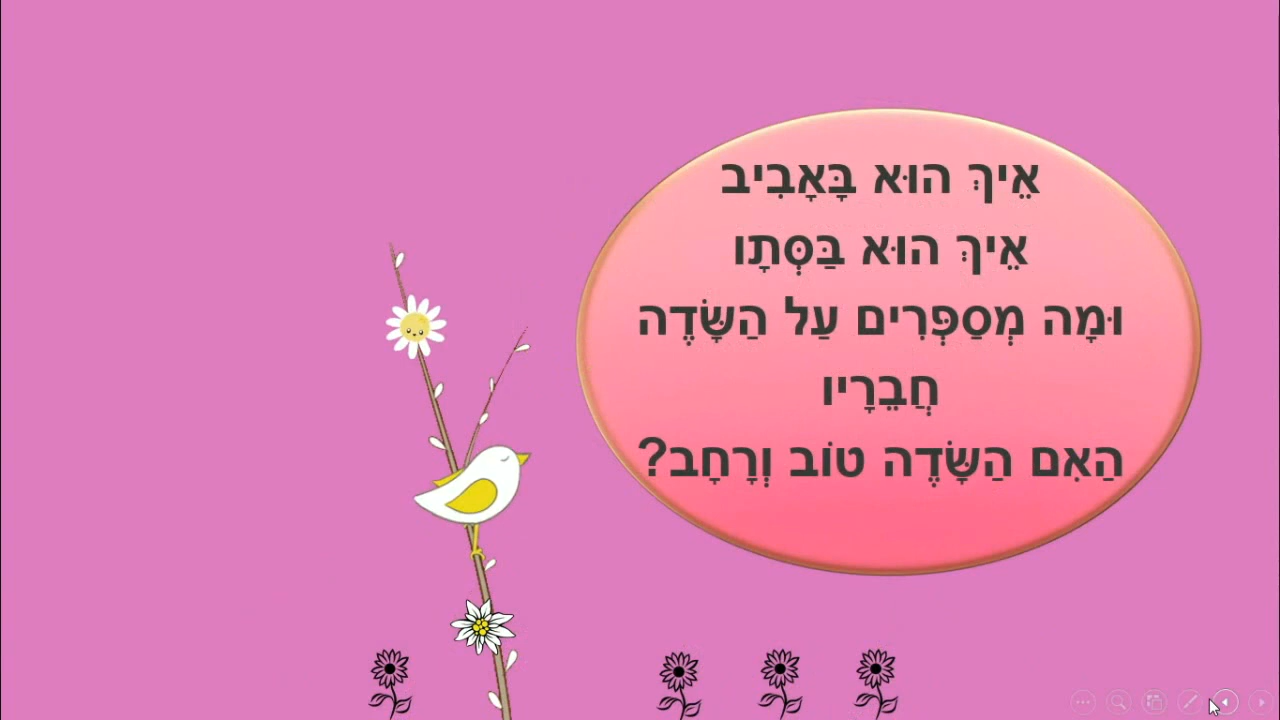 אֵיךְ הוּא בָּאָבִיב
אֵיךְ הוּא בַּסְּתָו
וּמָה מְסַפְּרִים עַל הַשָּׂדֶה
חֲבֵרָיו
הַאִם הַשָּׂדֶה טוֹב וְרָחָב?